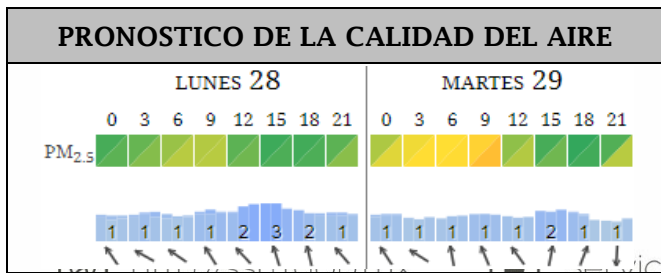 PRONOSTICO DE LA CALIDAD DEL AIRE
LUNES 28 MARTES 29
0 3 6 9 12 15 18 21 0 3 6 9 12 15 18 21
PM2.5
1 1 1 1 2 3 2 1 1 1 1 1 1 2 1 1